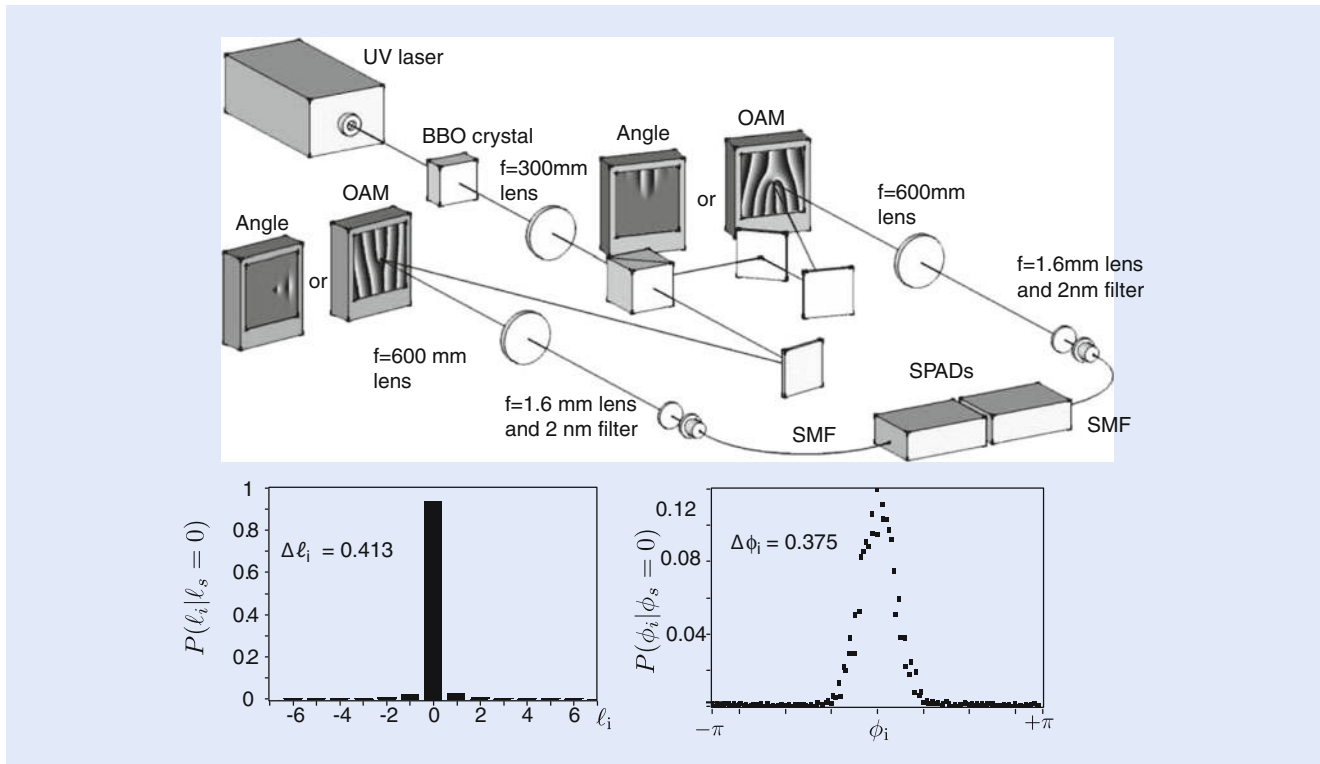 UV laser
BBO crystal
f=300mm
lens
Angle
or
OAM
f=600mm
lens
f=1.6mm lens
and 2nm filter
OAM
Angle
or
f=600 mm
lens
f=1.6 mm lens
and 2 nm filter
SMF
SPADs
SMF
P(ℓi|ℓs = 0)
1
0.8
0.6
0.4
0.2
0
Δℓi = 0.413
-6 -4 -2 0 2 4 6 ℓi
P(ϕi|ϕs = 0)
0.12
0.08
0.04
Δϕi = 0.375
−π ϕi +π